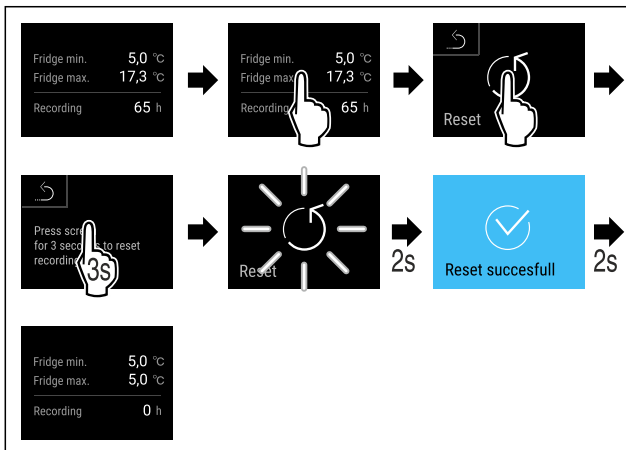 Fridge min. 5,0 °C
Fridge max. 17,3 °C
Recording 65 h
Fridge min. 5,0 °C
Fridge max 17,3 °C
Recording 65 h
Reset
Press scre
for 3 seconds to reset
recording
3s
Reset
2s
Reset succesfull
2s
Fridge min. 5,0 °C
Fridge max. 5,0 °C
Recording 0 h